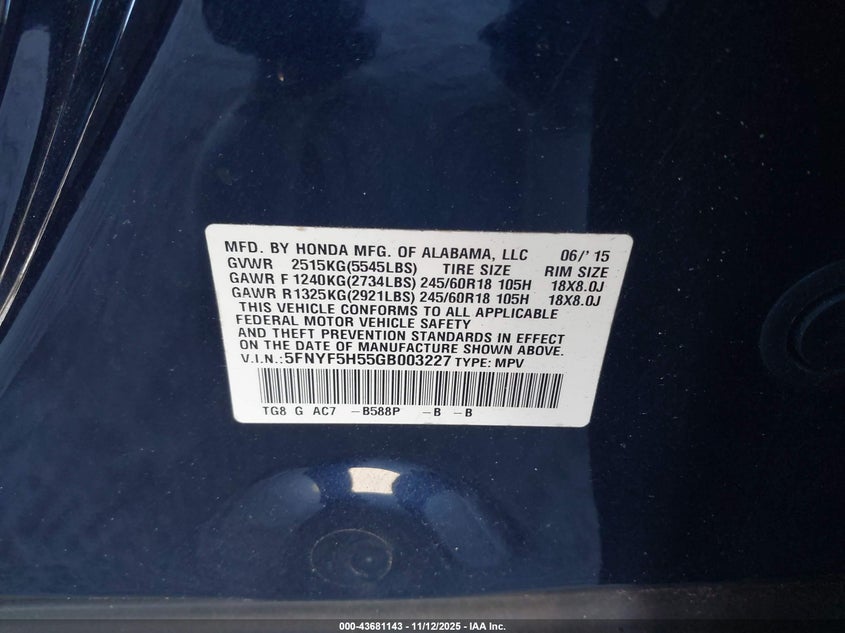 MFD. BY HONDA MFG. OF ALABAMA, LLC 06/' 15
GVWR 2515KG(5545LBS) TIRE SIZE RIM SIZE
GAWR F 1240KG(2734LBS) 245/60R18 105H 18X8.0J
GAWR R 1325KG(2921LBS) 245/60R18 105H 18X8.0J
THIS VEHICLE CONFORMS TO ALL APPLICABLE
FEDERAL MOTOR VEHICLE SAFETY
AND THEFT PREVENTION STANDARDS IN EFFECT
ON THE DATE OF MANUFACTURE SHOWN ABOVE.
V.I.N.:5FNYF5H55GB003227 TYPE: MPV
TG8 G AC7 -B588P -B -B
000-43681143 - 11/12/2025 - IAA Inc.